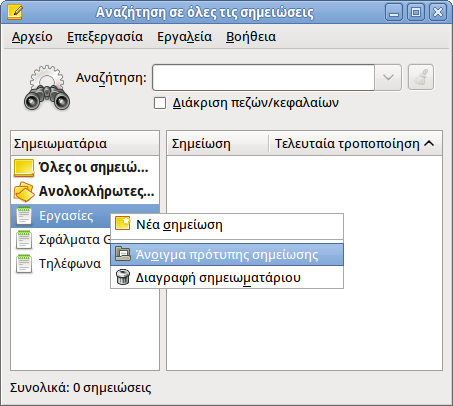 Αναζήτηση σε όλες τις σημειώσεις
Αρχείο Επεξεργασία Εργαλεία Βοήθεια
Αναζήτηση:
Διάκριση πεζών/κεφαλαίων
Σημειωματάρια Σημείωση Τελευταία τροποποίηση
Όλες οι σημειώ...
Ανολοκλήρωτες...
Εργασίες
Νέα σημείωση
Σφάλματα G
Άνοιγμα πρότυπης σημείωσης
Τηλέφωνα
Διαγραφή σημειωματάριου
Συνολικά: 0 σημειώσεις